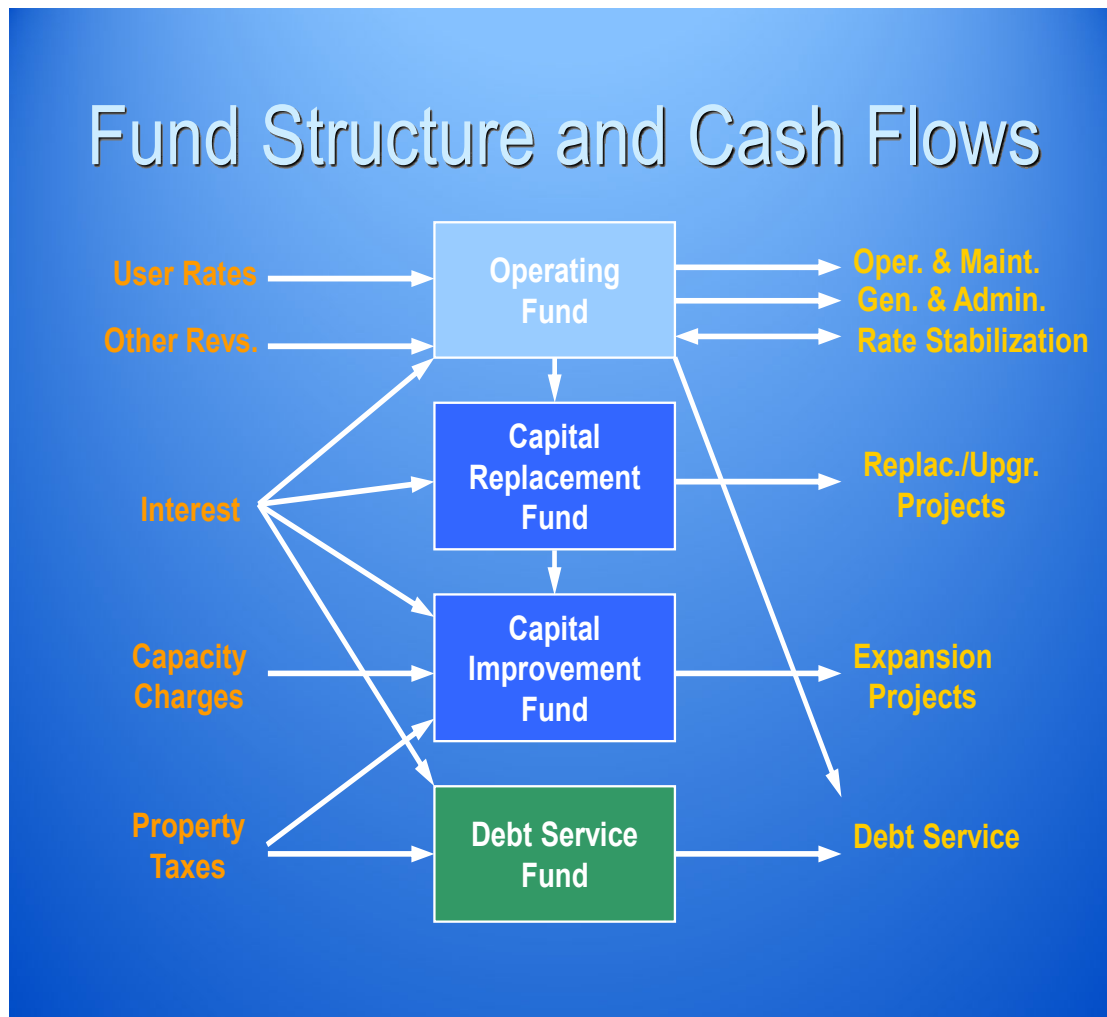 Fund Structure and Cash Flows
User Rates
Other Revs.
Interest
Capacity
Charges
Property
Taxes
Operating
Fund
Capital
Replacement
Fund
Capital
Improvement
Fund
Debt Service
Fund
Oper. & Maint.
Gen. & Admin.
Rate Stabilization
Replac./Upgr.
Projects
Expansion
Projects
Debt Service